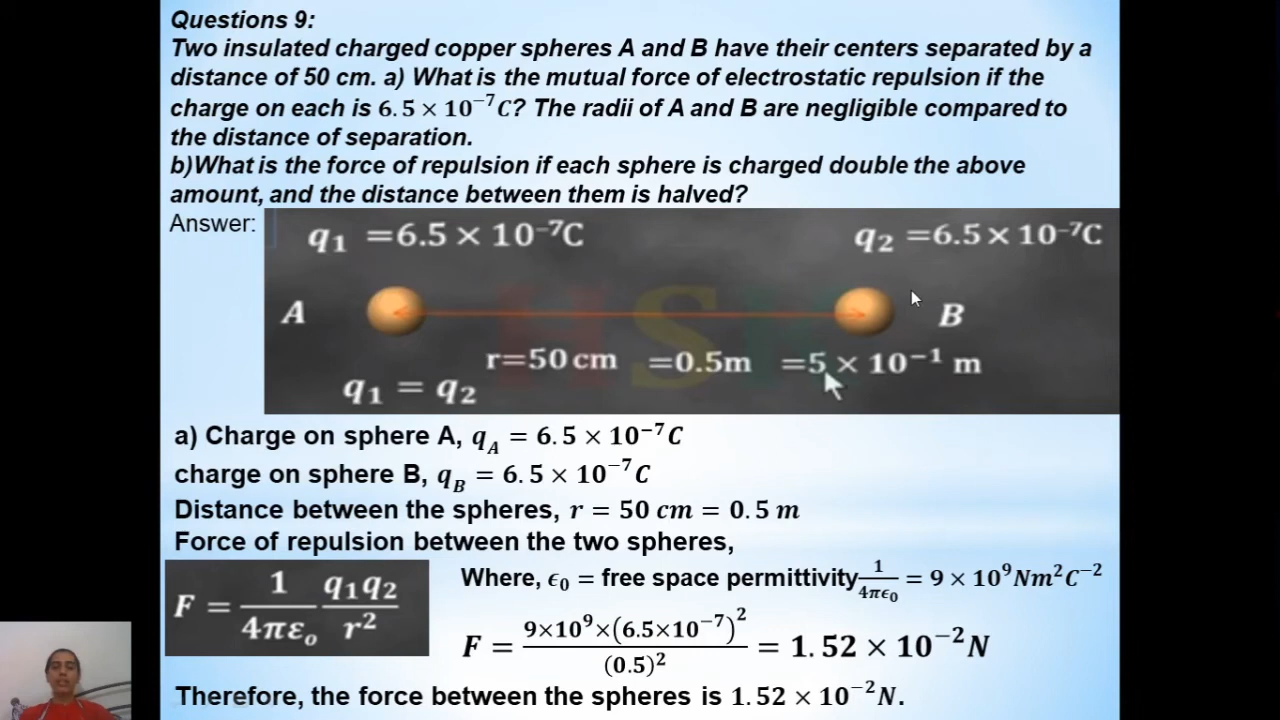 Questions 9:
Two insulated charged copper spheres A and B have their centers separated by a
distance of 50 cm. a) What is the mutual force of electrostatic repulsion if the
charge on each is 6.5 × 10⁻⁷C? The radii of A and B are negligible compared to
the distance of separation.
b)What is the force of repulsion if each sphere is charged double the above
amount, and the distance between them is halved?
Answer:
q₁ =6.5 × 10⁻⁷C q₂ =6.5 × 10⁻⁷C
A B
HSE
r=50 cm =0.5m =5 × 10⁻¹ m
q₁ = q₂
a) Charge on sphere A, q_A = 6.5 × 10⁻⁷C
charge on sphere B, q_B = 6.5 × 10⁻⁷C
Distance between the spheres, r = 50 cm = 0.5 m
Force of repulsion between the two spheres,
F = 1/4πε₀ q₁q₂/r²
Where, ϵ₀ = free space permittivity 1/4πϵ₀ = 9 × 10⁹Nm²C⁻²
F = 9×10⁹×(6.5×10⁻⁷)²/(0.5)² = 1.52 × 10⁻²N
Therefore, the force between the spheres is 1.52 × 10⁻²N.